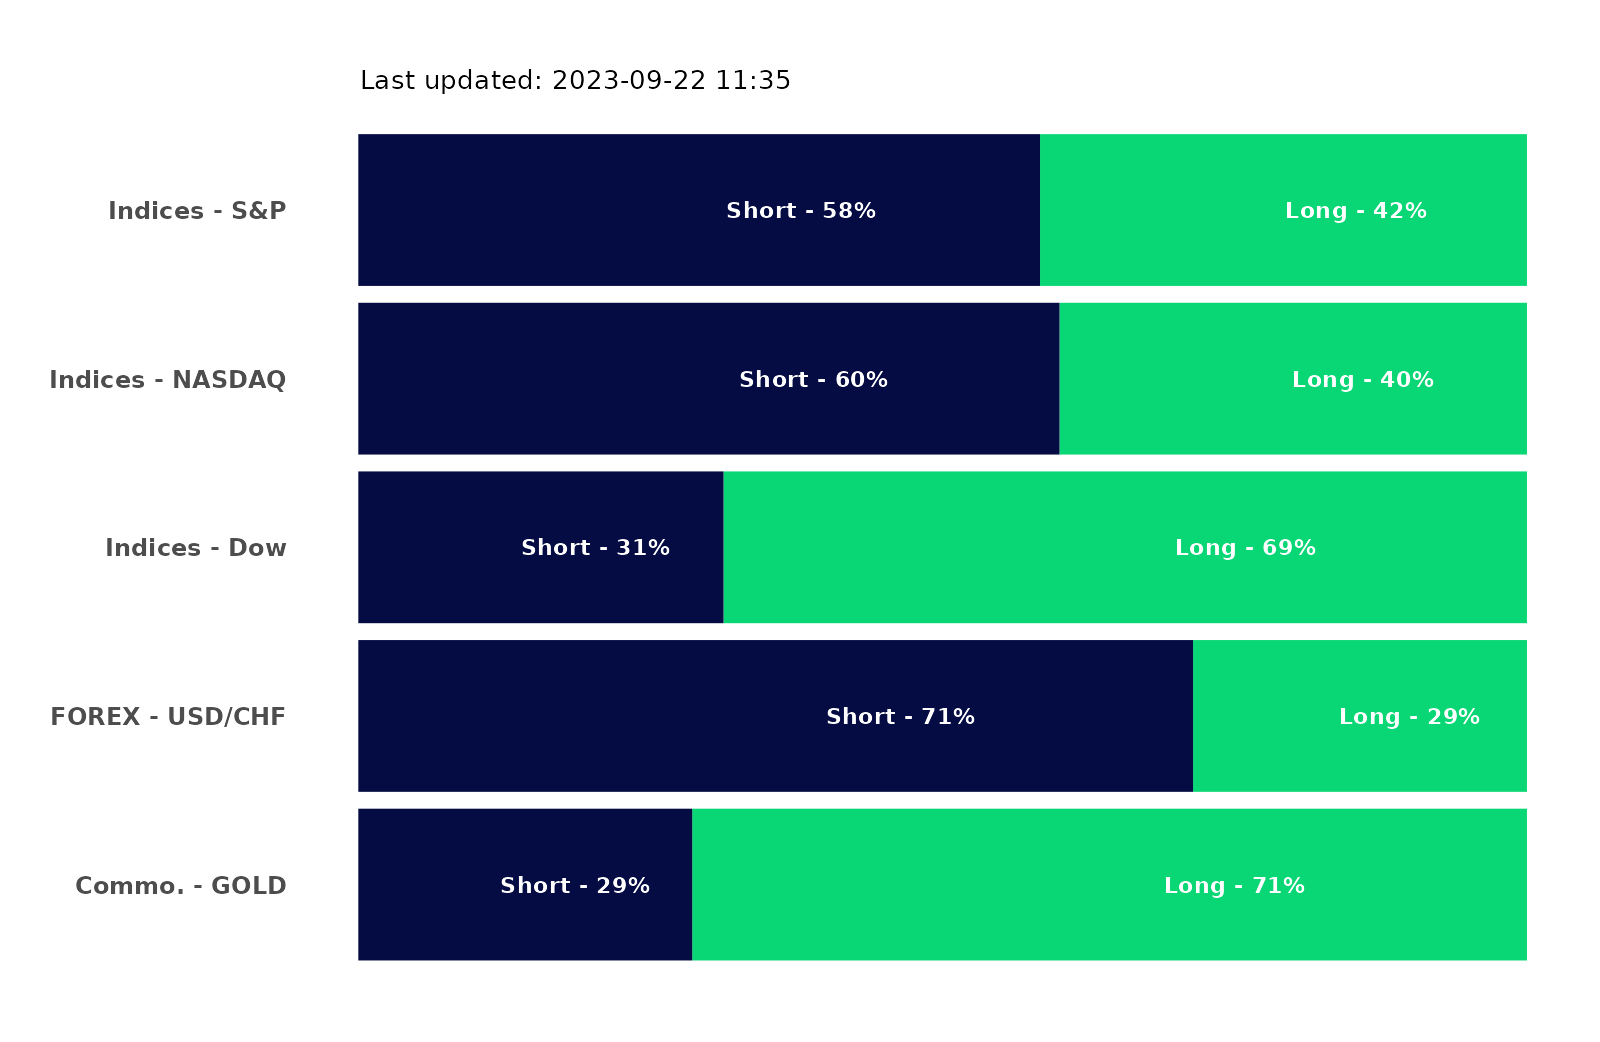 Last updated: 2023-09-22 11:35
Indices - S&P
Short - 58%
Long - 42%
Indices - NASDAQ
Short - 60%
Long - 40%
Indices - Dow
Short - 31%
Long - 69%
FOREX - USD/CHF
Short - 71%
Long - 29%
Commo. - GOLD
Short - 29%
Long - 71%